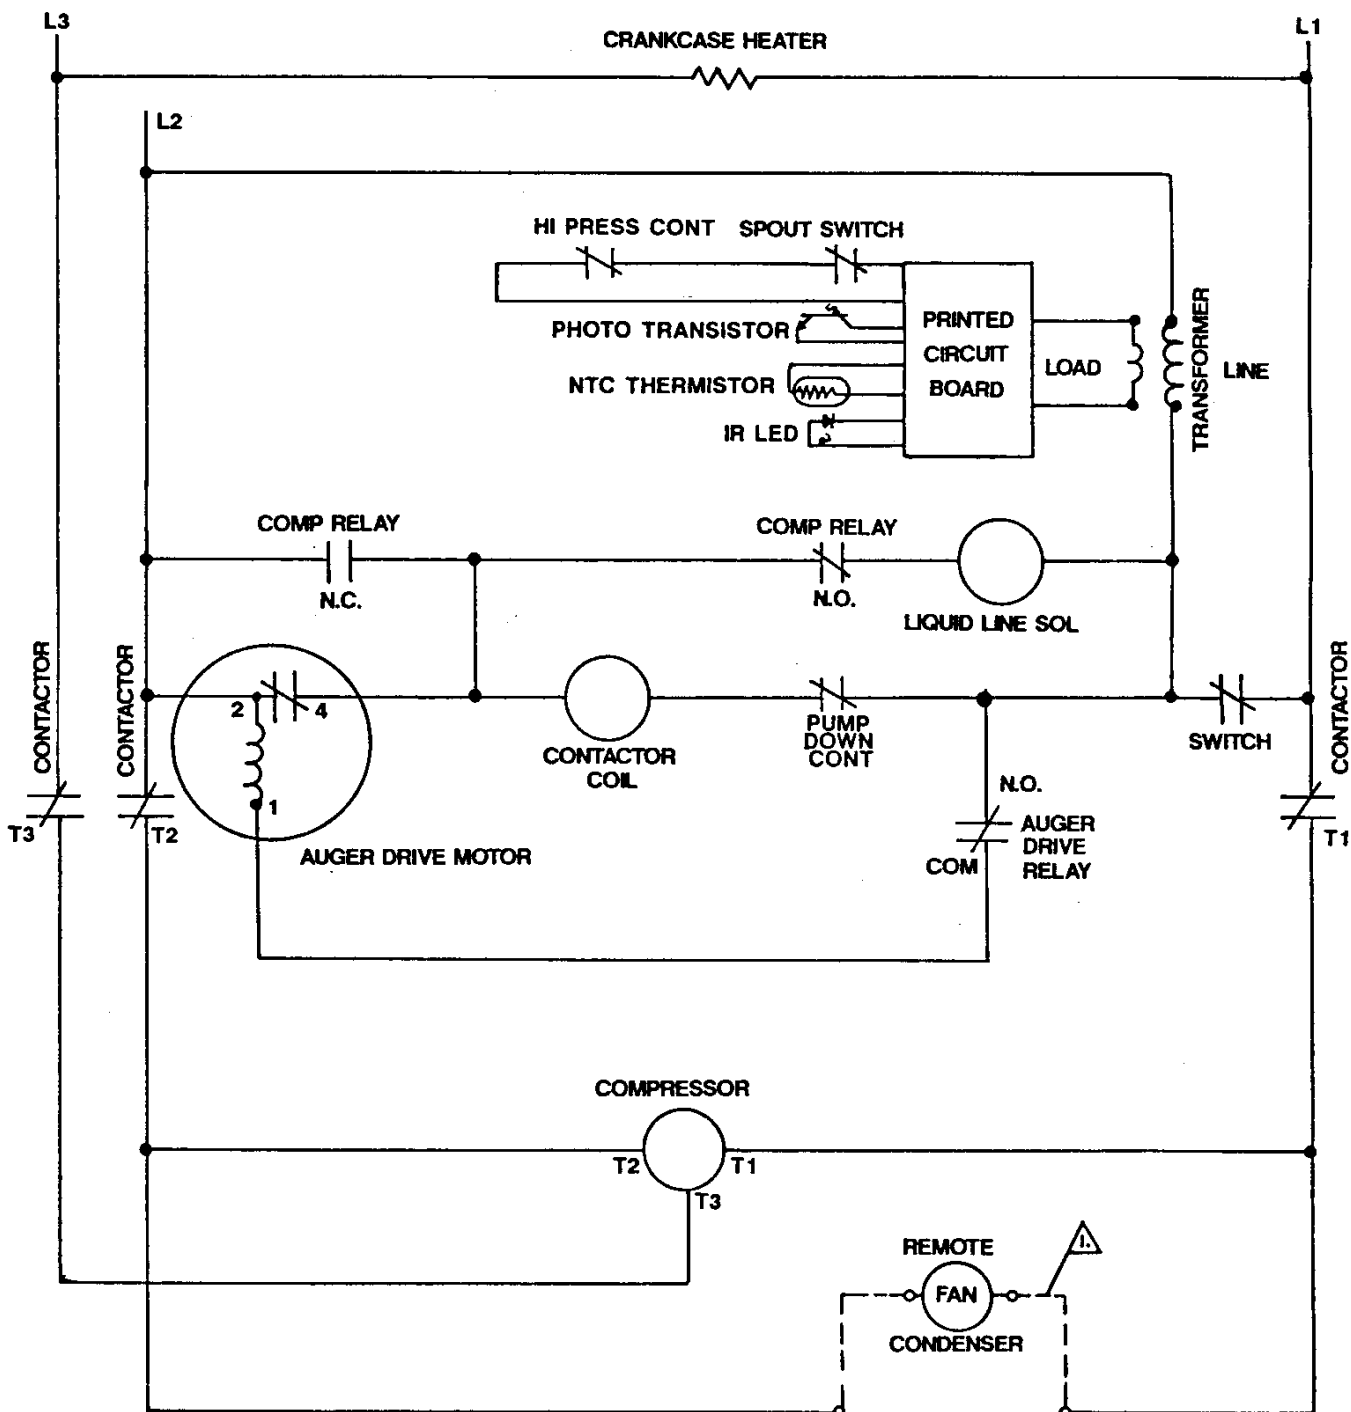 L3
L1
CRANKCASE HEATER
L2
HI PRESS CONT
SPOUT SWITCH
PRINTED
CIRCUIT
BOARD
PHOTO TRANSISTOR
NTC THERMISTOR
IR LED
LOAD
TRANSFORMER
LINE
COMP RELAY
N.C.
COMP RELAY
N.O.
LIQUID LINE SOL
CONTACTOR
CONTACTOR
2
4
1
AUGER DRIVE MOTOR
CONTACTOR
COIL
PUMP
DOWN
CONT
SWITCH
CONTACTOR
T3
T2
N.O.
AUGER
DRIVE
RELAY
COM
T1
COMPRESSOR
T2
T1
T3
REMOTE
FAN
CONDENSER
1.